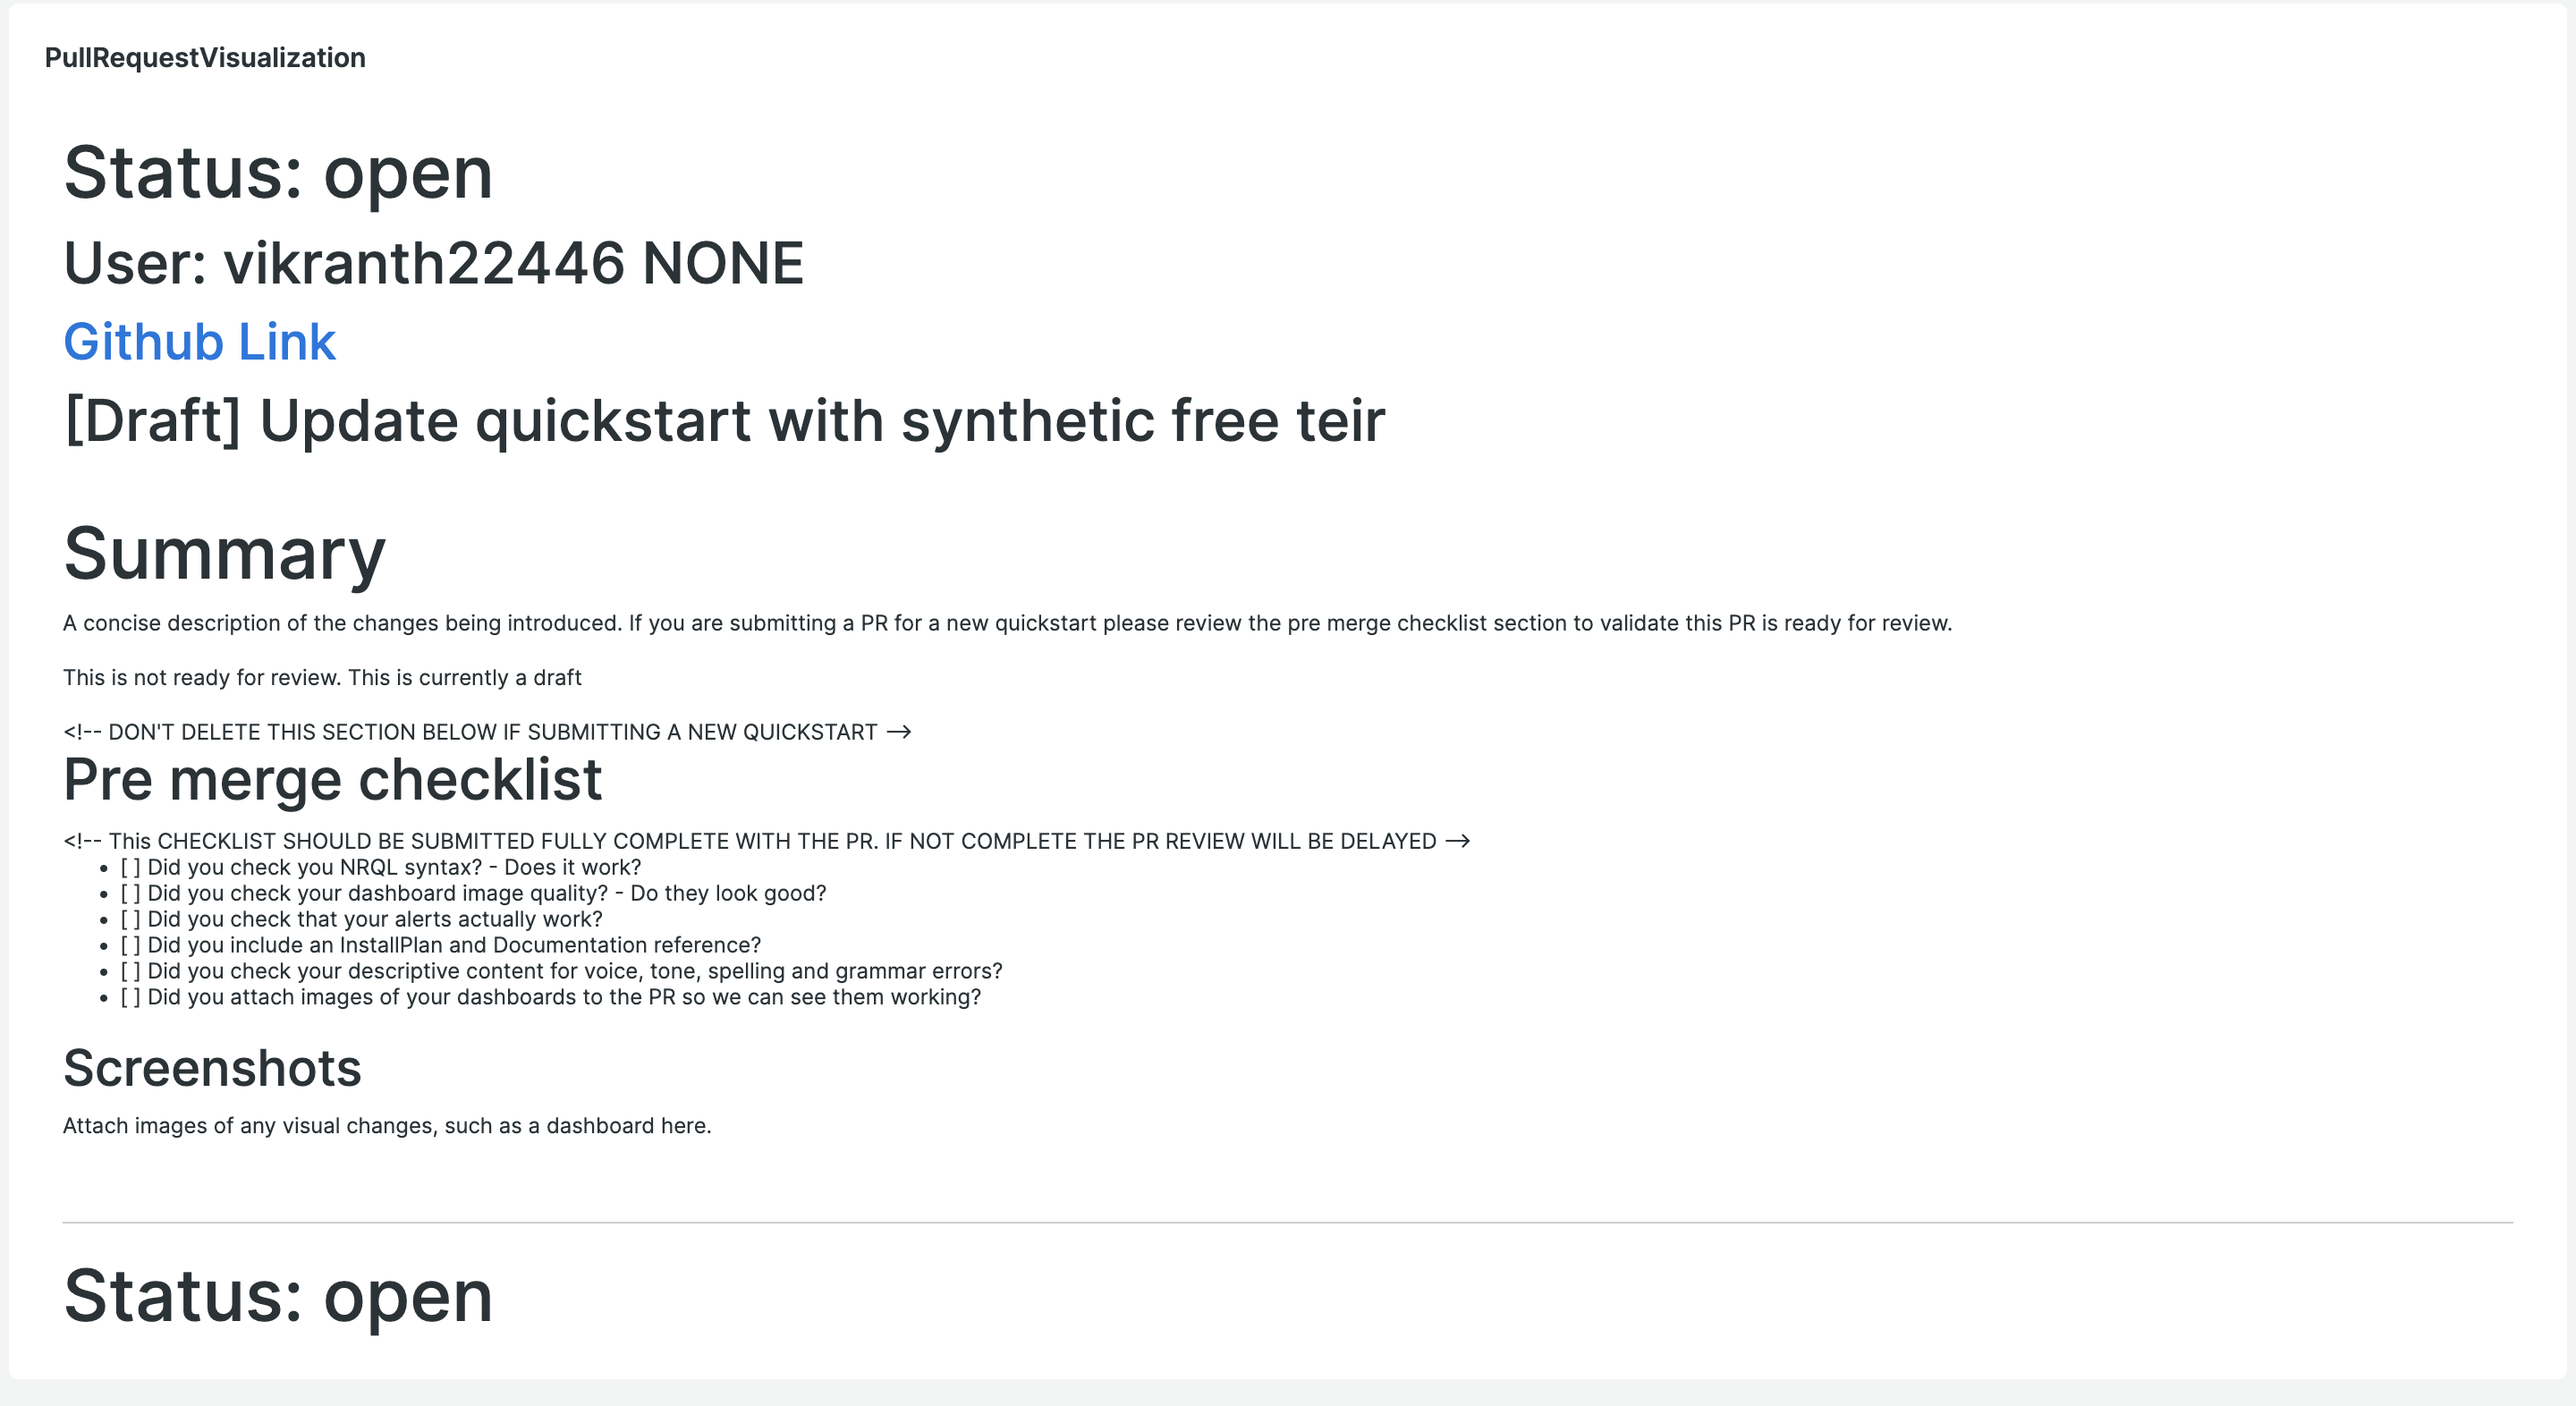 PullRequestVisualization
Status: open
User: vikranth22446 NONE
Github Link
[Draft] Update quickstart with synthetic free teir
Summary
A concise description of the changes being introduced. If you are submitting a PR for a new quickstart please review the pre merge checklist section to validate this PR is ready for review.
This is not ready for review. This is currently a draft
<!-- DON'T DELETE THIS SECTION BELOW IF SUBMITTING A NEW QUICKSTART -->
Pre merge checklist
<!-- This CHECKLIST SHOULD BE SUBMITTED FULLY COMPLETE WITH THE PR. IF NOT COMPLETE THE PR REVIEW WILL BE DELAYED -->
• [ ] Did you check you NRQL syntax? - Does it work?
• [ ] Did you check your dashboard image quality? - Do they look good?
• [ ] Did you check that your alerts actually work?
• [ ] Did you include an InstallPlan and Documentation reference?
• [ ] Did you check your descriptive content for voice, tone, spelling and grammar errors?
• [ ] Did you attach images of your dashboards to the PR so we can see them working?
Screenshots
Attach images of any visual changes, such as a dashboard here.
Status: open